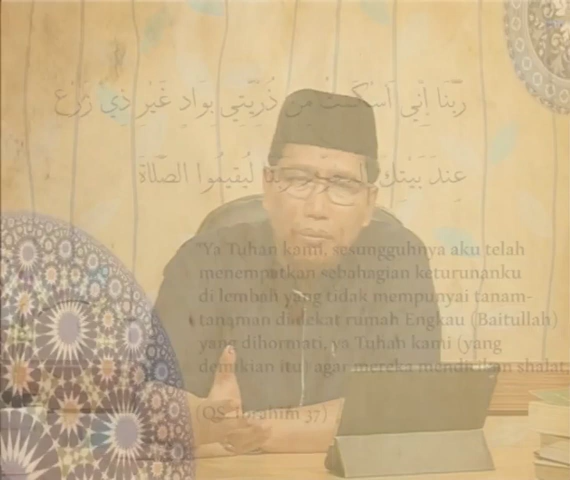 رَبَّنَا إِنِّي أَسْكَنتُ مِن ذُرِّيَّتِي بِوَادٍ غَيْرِ ذِي زَرْعٍ
عِندَ بَيْتِكَ لِيُقِيمُوا الصَّلَاةَ
"Ya Tuhan kami, sesungguhnya aku telah
menempatkan sebahagian keturunanku
di lembah yang tidak mempunyai tanam-
tanaman didekat rumah Engkau (Baitullah)
yang dihormati, ya Tuhan kami (yang
demikian itu) agar mereka mendirikan shalat,
(QS. Ibrahim 37)